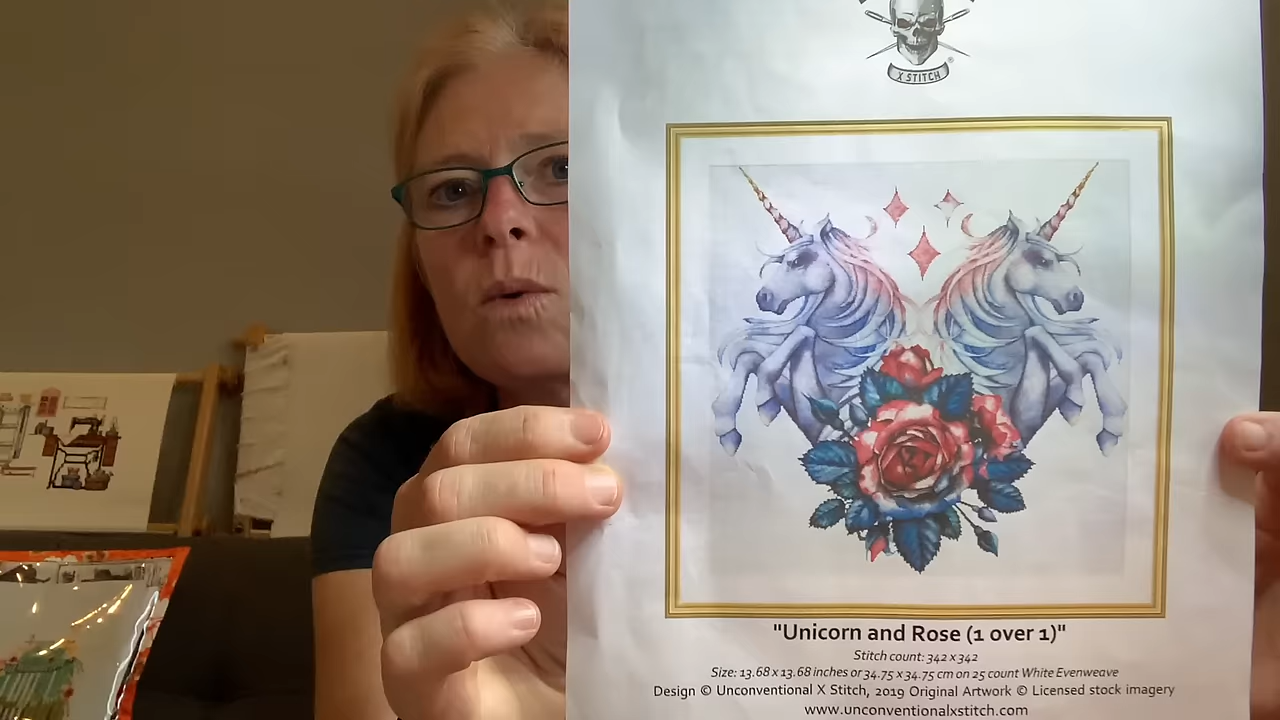 X STITCH
®
"Unicorn and Rose (1 over 1)"
Stitch count: 342 x 342
Size: 13.68 x 13.68 inches or 34.75 x 34.75 cm on 25 count White Evenweave
Design © Unconventional X Stitch, 2019 Original Artwork © Licensed stock imagery
www.unconventionalxstitch.com